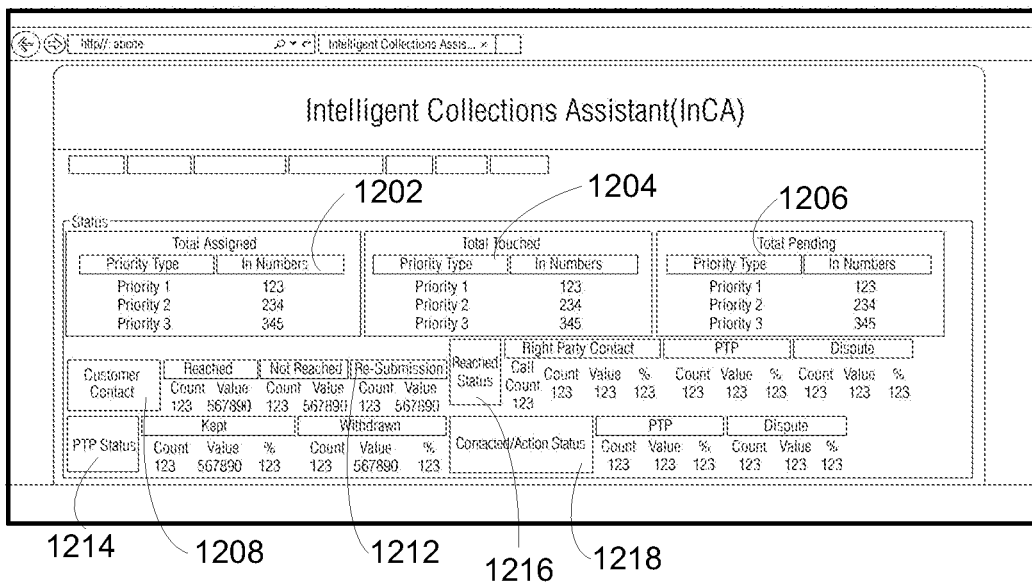 http//: abone
Intelligent Collections Assis... ×
Intelligent Collections Assistant(InCA)
1202
1204
1206
Status
Total Assigned
Total Touched
Total Pending
Priority Type In Numbers
Priority Type In Numbers
Priority Type In Numbers
Priority 1 123
Priority 1 123
Priority 1 123
Priority 2 234
Priority 2 234
Priority 2 234
Priority 3 345
Priority 3 345
Priority 3 345
Customer Contact
Reached Not Reached Re-Submission
Count Value Count Value Count Value
123 567890 123 567890 123 567890
Reached Status
Right Party Contact PTP Dispute
Call Count Count Value % Count Value % Count Value %
123 123 123 123 123 123 123 123 123 123
PTP Status
Kept Withdrawn
Count Value % Count Value %
123 567890 123 123 567890 123
Contacted/Action Status
PTP Dispute
Count Value % Count Value %
123 123 123 123 123 123
1214
1208
1212
1216
1218